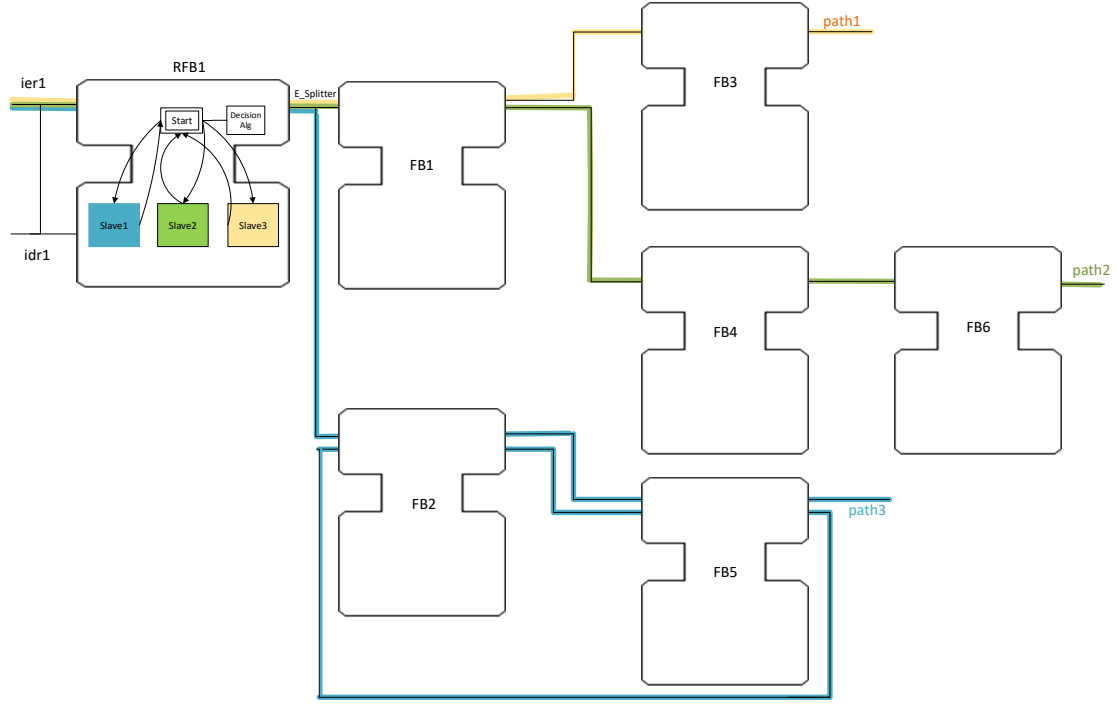 path1
RFB1
ier1
E_Splitter
FB3
Start
Decision
Alg
FB1
Slave1
Slave2
Slave3
idr1
path2
FB4
FB6
FB2
path3
FB5